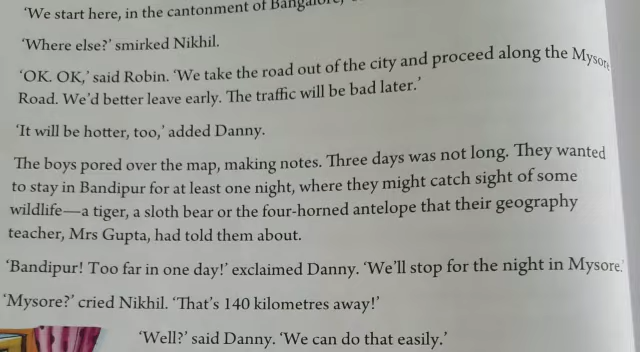 ‘We start here, in the cantonment of Bangalore,
‘Where else?’ smirked Nikhil.
‘OK. OK,’ said Robin. ‘We take the road out of the city and proceed along the Mysore
Road. We’d better leave early. The traffic will be bad later.’
‘It will be hotter, too,’ added Danny.
The boys pored over the map, making notes. Three days was not long. They wanted
to stay in Bandipur for at least one night, where they might catch sight of some
wildlife—a tiger, a sloth bear or the four-horned antelope that their geography
teacher, Mrs Gupta, had told them about.
‘Bandipur! Too far in one day!’ exclaimed Danny. ‘We’ll stop for the night in Mysore.’
‘Mysore?’ cried Nikhil. ‘That’s 140 kilometres away!’
‘Well?’ said Danny. ‘We can do that easily.’